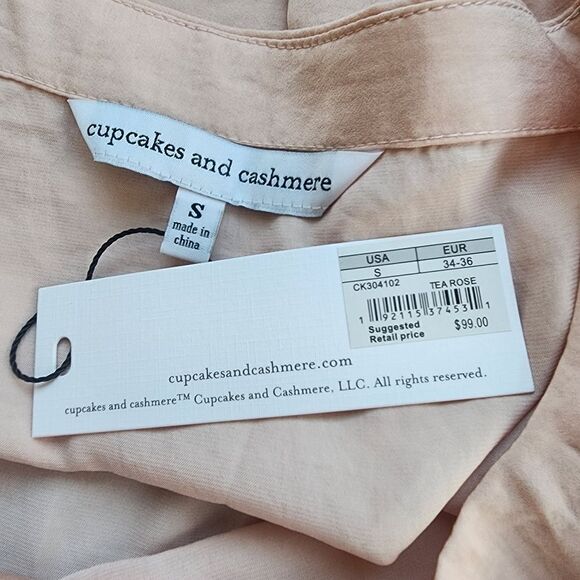 cupcakes and cashmere
S
made in
china
USA EUR
S 34-36
CK304102 TEA ROSE
1 92115 37453 1
Suggested
Retail price $99.00
cupcakesandcashmere.com
cupcakes and cashmere™ Cupcakes and Cashmere, LLC. All rights reserved.